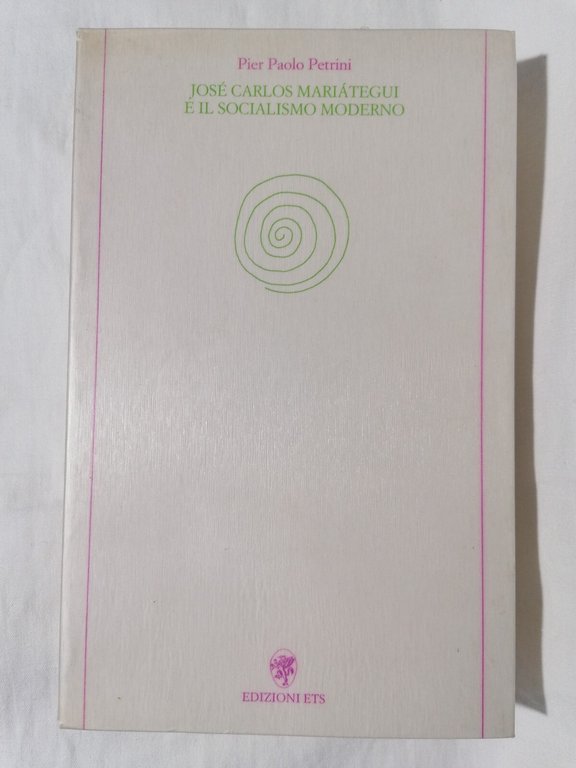 Pier Paolo Petrini
JOSÉ CARLOS MARIÁTEGUI
E IL SOCIALISMO MODERNO
EDIZIONI ETS